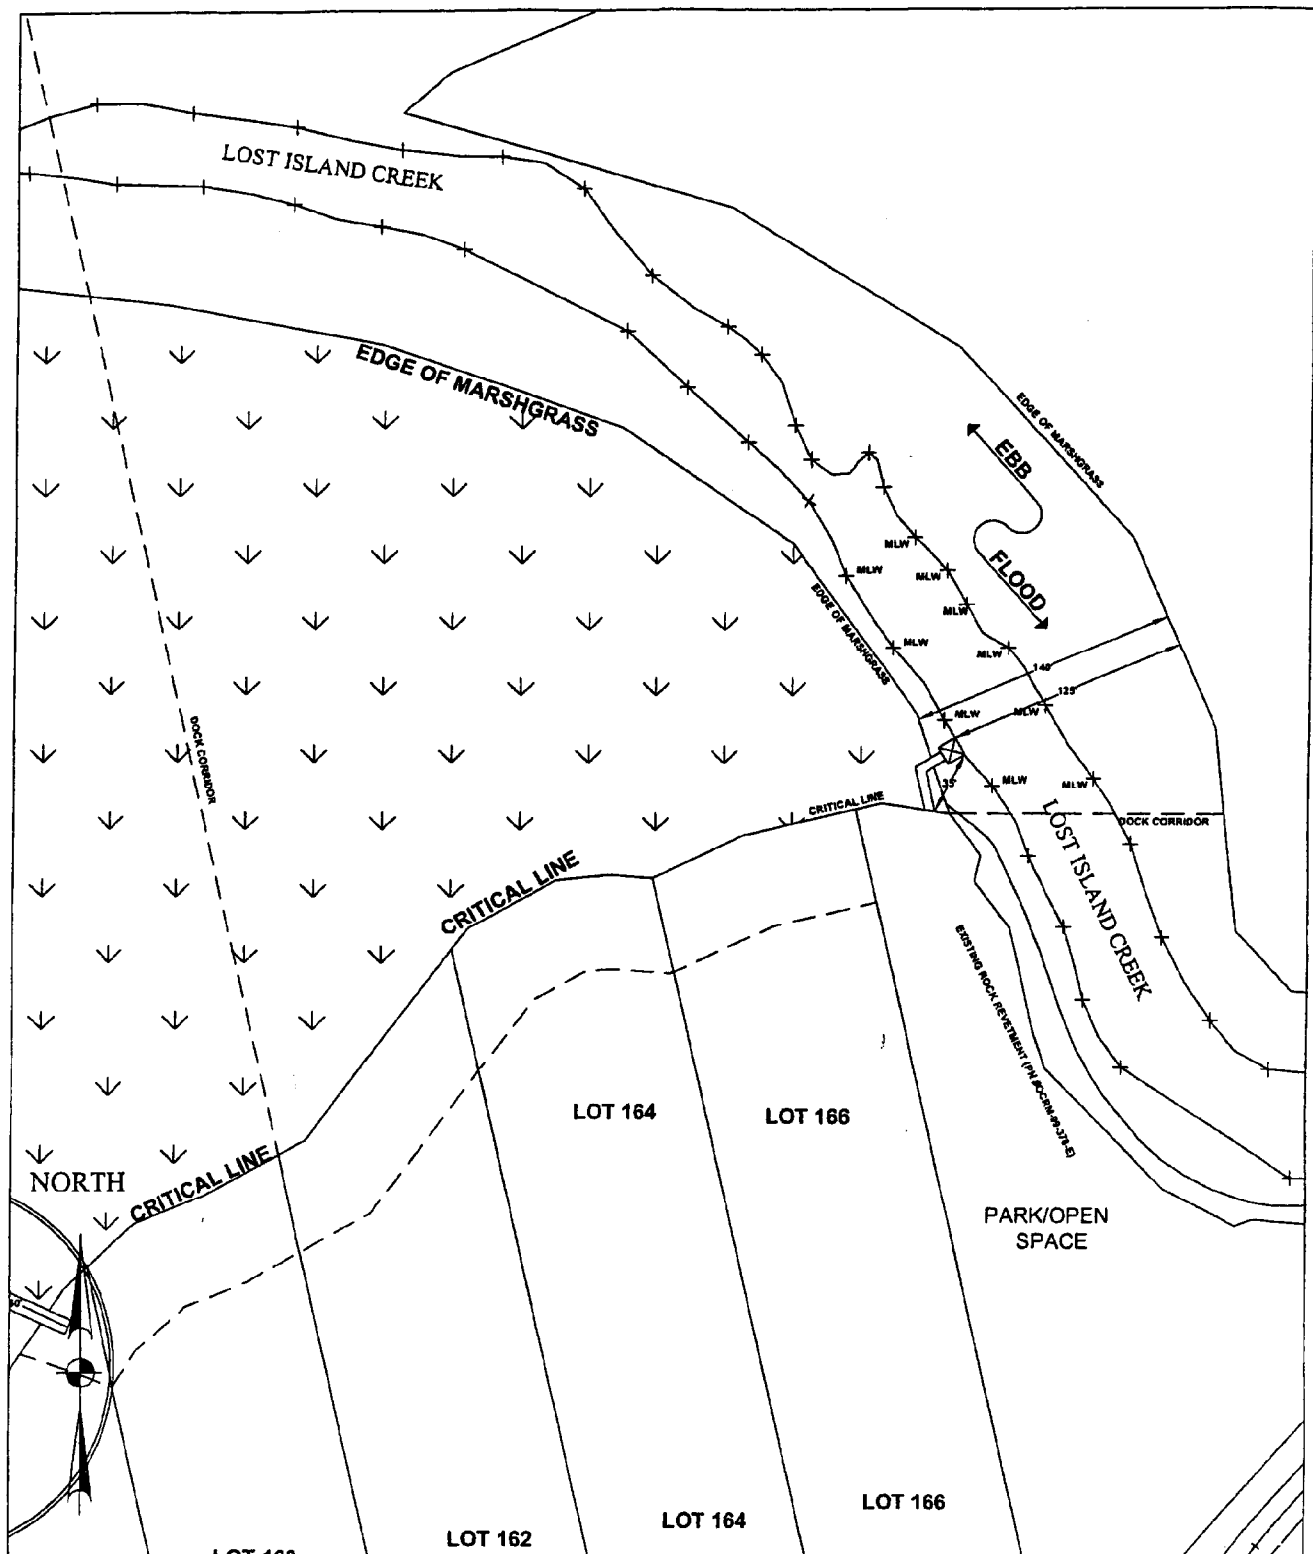 LOST ISLAND CREEK
EDGE OF MARSHGRASS
EDGE OF MARSHGRASS
EBB
FLOOD
MLW
MLW
MLW
MLW
EDGE OF MARSHGRASS
MLW
MLW
140'
125'
MLW
MLW
DOCK CORRIDOR
35'
MLW
MLW
CRITICAL LINE
LOST ISLAND CREEK
DOCK CORRIDOR
CRITICAL LINE
EXISTING ROCK REVETMENT
LOT 164
LOT 166
CRITICAL LINE
NORTH
PARK/OPEN
SPACE
LOT 166
LOT 164
LOT 162